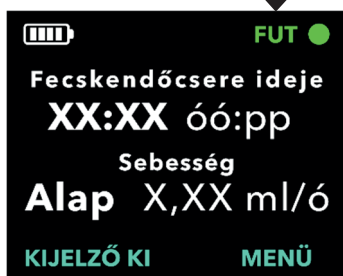 FUT
Fecskendőcsere ideje
XX:XX óó:pp
Sebesség
Alap X,XX ml/ó
KIJELZŐ KI MENÜ